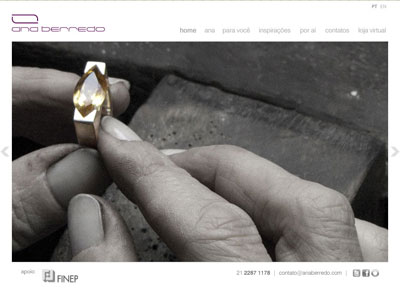 PT EN
ana berredo
home ana para você inspirações por aí contatos loja virtual
apoio FINEP 21 2287 1178 | contato@anaberredo.com |